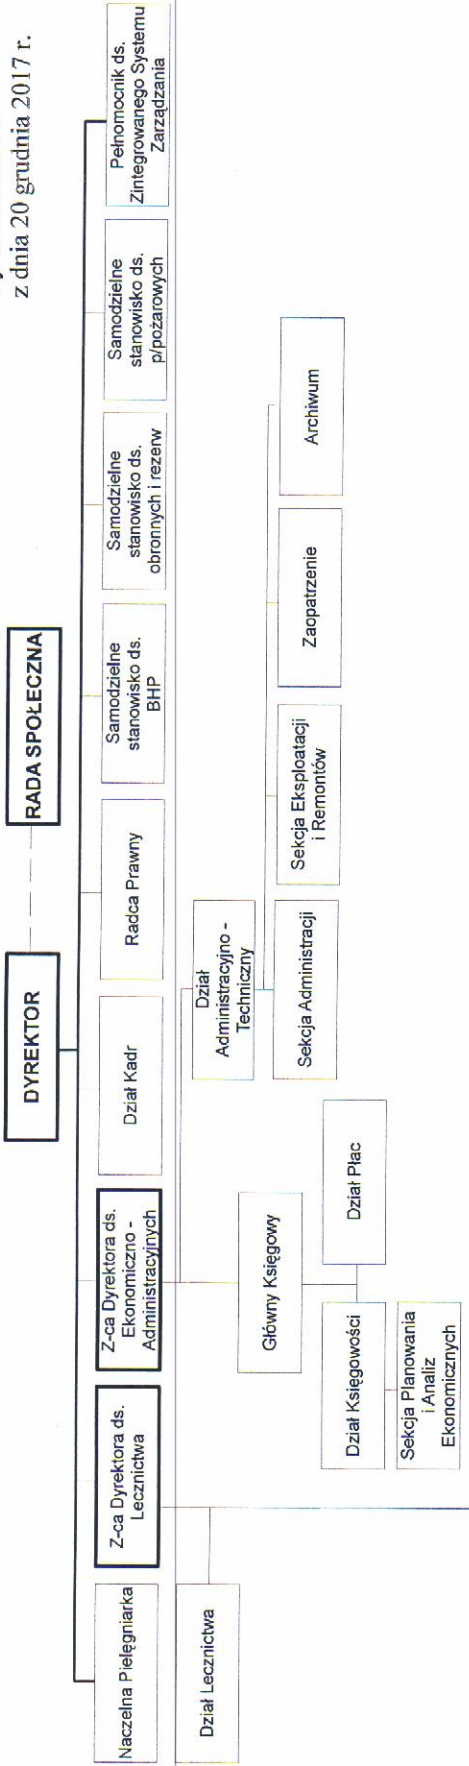 z dnia 20 grudnia 2017 r.
DYREKTOR
RADA SPOŁECZNA
Naczelna Pielęgniarka
Z-ca Dyrektora ds.
Lecznictwa
Z-ca Dyrektora ds.
Ekonomiczno -
Administracyjnych
Dział Kadr
Radca Prawny
Samodzielne
stanowisko ds.
BHP
Samodzielne
stanowisko ds.
obronnych i rezerw
Samodzielne
stanowisko ds.
p/pożarowych
Pełnomocnik ds.
Zintegrowanego Systemu
Zarządzania
Dział Lecznictwa
Dział
Administracyjno -
Techniczny
Główny Księgowy
Sekcja Administracji
Sekcja Eksploatacji
i Remontów
Zaopatrzenie
Archiwum
Dział Księgowości
Dział Płac
Sekcja Planowania
i Analiz
Ekonomicznych